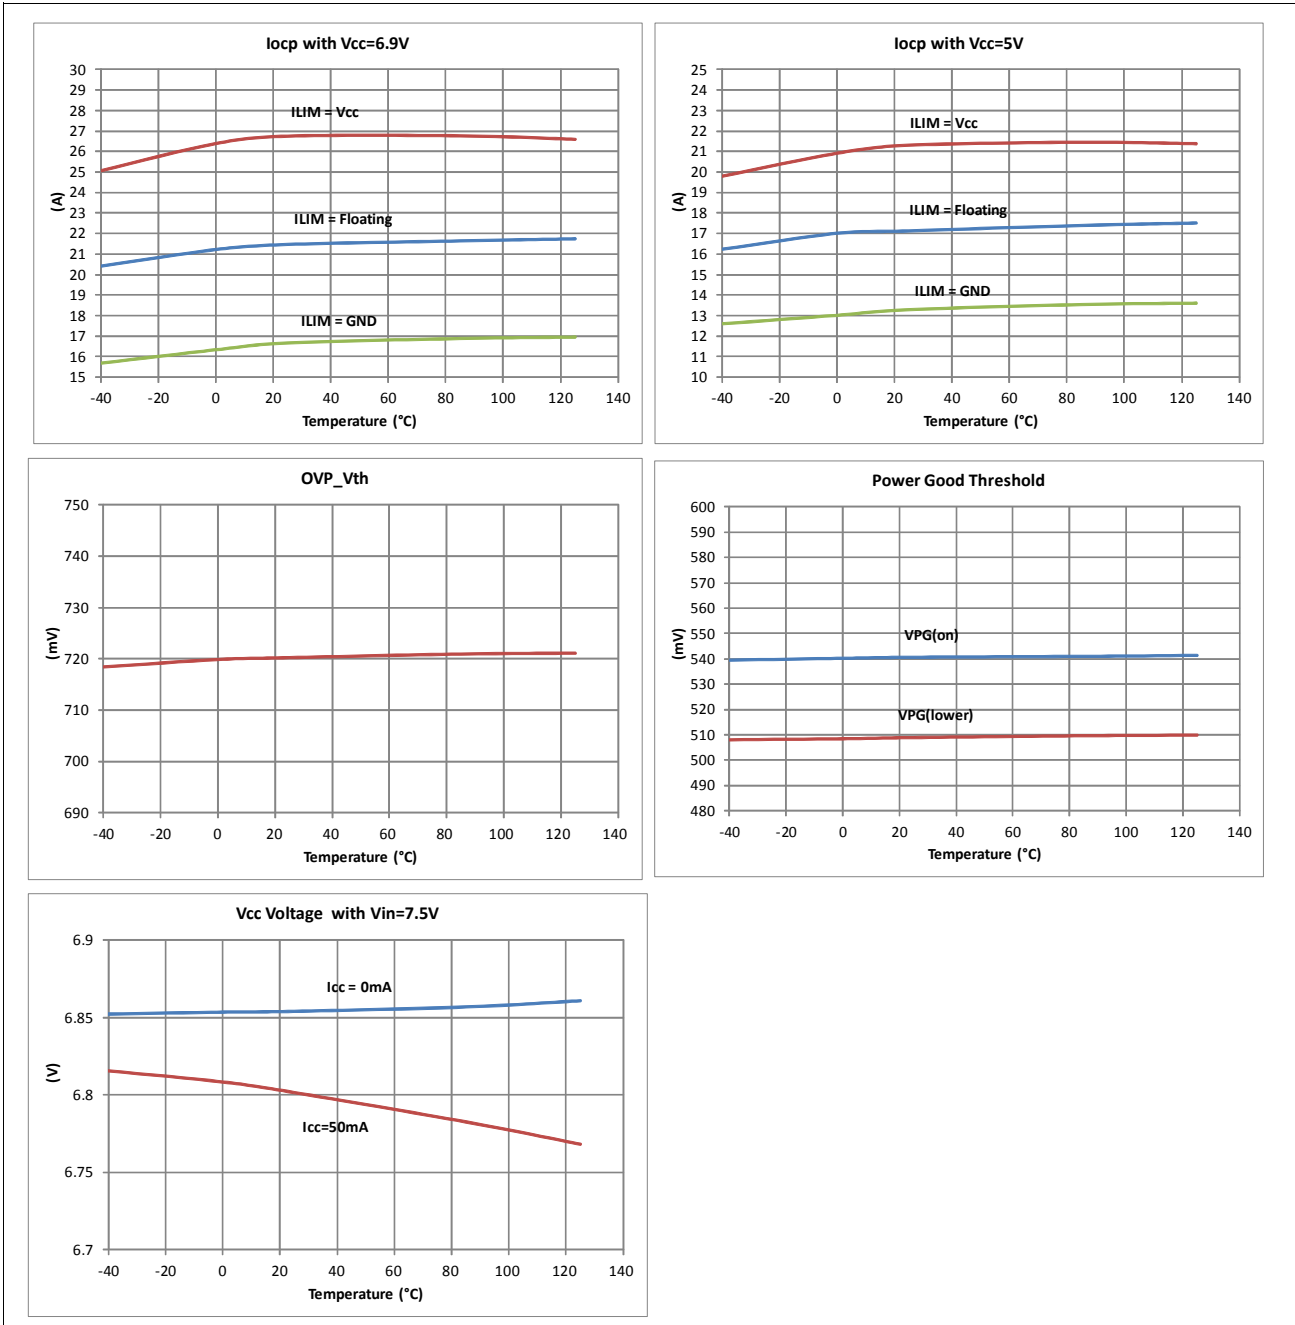 Iocp with Vcc=6.9V
30
29
28
27
26
25
24
23
22
21
20
19
18
17
16
15
(A)
ILIM = Vcc
ILIM = Floating
ILIM = GND
-40 -20 0 20 40 60 80 100 120 140
Temperature (°C)
Iocp with Vcc=5V
25
24
23
22
21
20
19
18
17
16
15
14
13
12
11
10
(A)
ILIM = Vcc
ILIM = Floating
ILIM = GND
-40 -20 0 20 40 60 80 100 120 140
Temperature (°C)
OVP_Vth
750
740
730
720
710
700
690
(mV)
-40 -20 0 20 40 60 80 100 120 140
Temperature (°C)
Power Good Threshold
600
590
580
570
560
550
540
530
520
510
500
490
480
(mV)
VPG(on)
VPG(lower)
-40 -20 0 20 40 60 80 100 120 140
Temperature (°C)
Vcc Voltage with Vin=7.5V
6.9
6.85
6.8
6.75
6.7
(V)
Icc = 0mA
Icc=50mA
-40 -20 0 20 40 60 80 100 120 140
Temperature (°C)